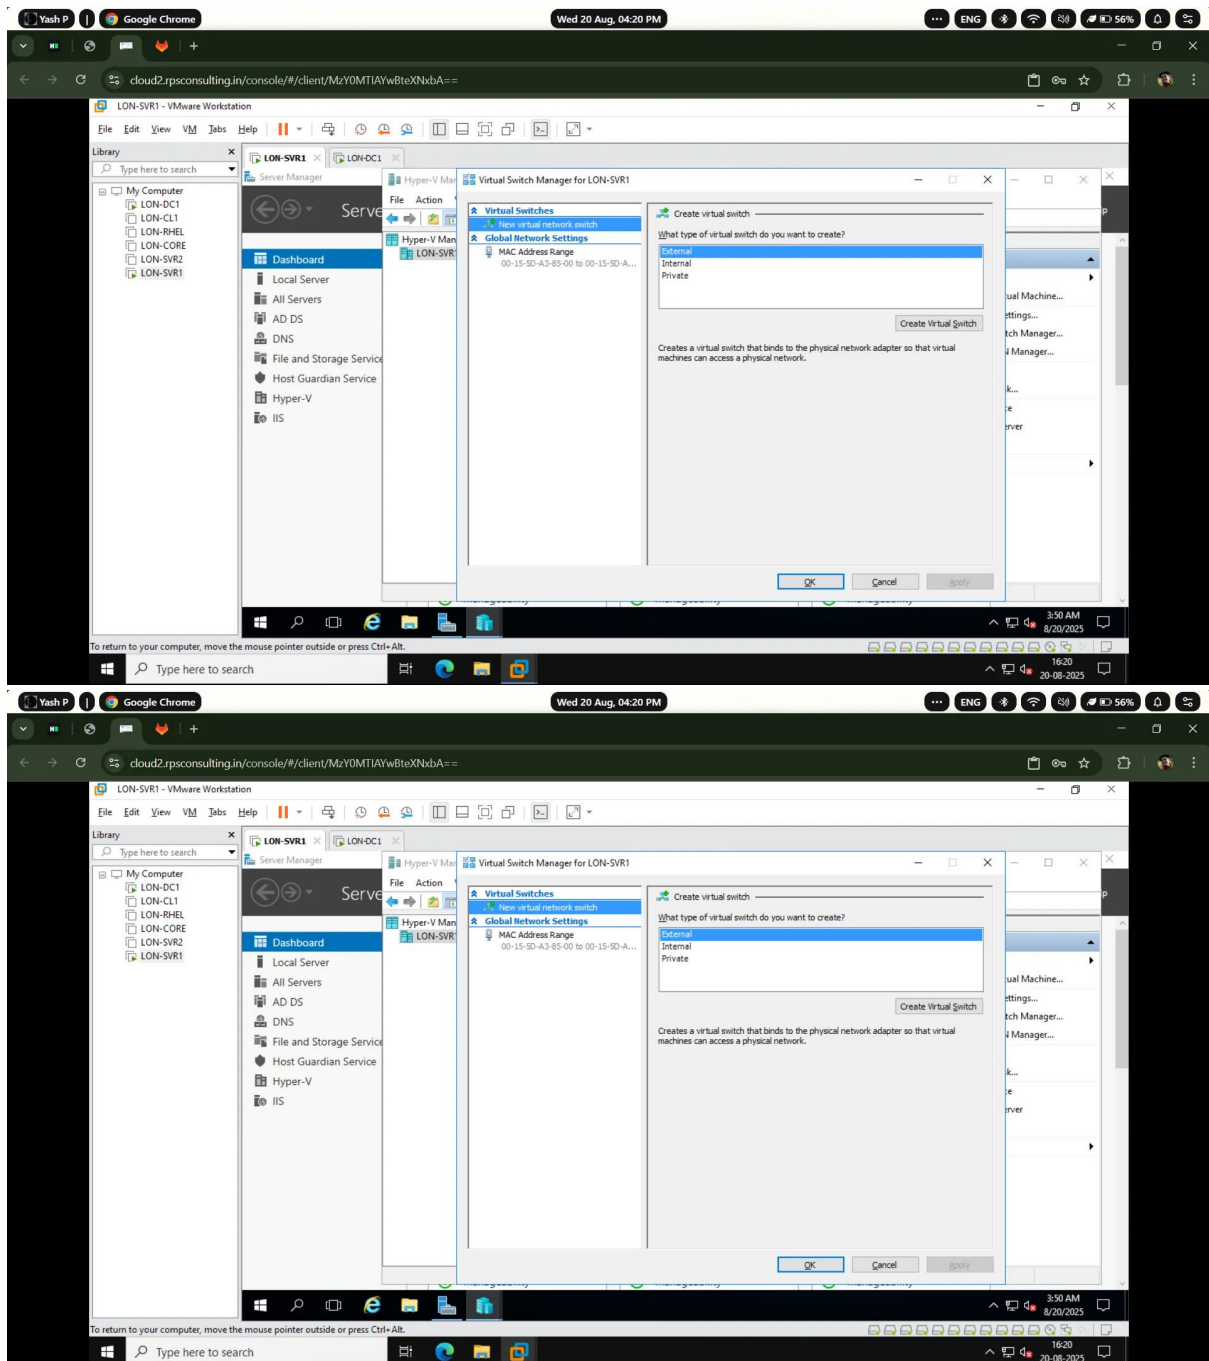 Yash P | Google Chrome Wed 20 Aug, 04:20 PM ... ENG 56%
cloud2.rpsconsulting.in/console/#/client/MzY0MTIAYwBteXNxbA==
LON-SVR1 - VMware Workstation
File Edit View VM Tabs Help
Library
Type here to search
LON-SVR1 LON-DC1
Server Manager
Hyper-V Mar
Virtual Switch Manager for LON-SVR1
My Computer
LON-DC1
LON-CL1
LON-RHEL
LON-CORE
LON-SVR2
LON-SVR1
Serve
Dashboard
Local Server
All Servers
AD DS
DNS
File and Storage Service
Host Guardian Service
Hyper-V
IIS
File Action
Hyper-V Man
LON-SVR
Virtual Switches
New virtual network switch
Global Network Settings
MAC Address Range
00-15-5D-A3-85-00 to 00-15-5D-A...
Create virtual switch
What type of virtual switch do you want to create?
External
Internal
Private
Create Virtual Switch
Creates a virtual switch that binds to the physical network adapter so that virtual
machines can access a physical network.
OK Cancel Apply
ual Machine...
ettings...
tch Manager...
N Manager...
k...
ce
erver
3:50 AM
8/20/2025
To return to your computer, move the mouse pointer outside or press Ctrl+Alt.
Type here to search
16:20
20-08-2025
Yash P | Google Chrome Wed 20 Aug, 04:20 PM ... ENG 56%
cloud2.rpsconsulting.in/console/#/client/MzY0MTIAYwBteXNxbA==
LON-SVR1 - VMware Workstation
File Edit View VM Tabs Help
Library
Type here to search
LON-SVR1 LON-DC1
Server Manager
Hyper-V Mar
Virtual Switch Manager for LON-SVR1
My Computer
LON-DC1
LON-CL1
LON-RHEL
LON-CORE
LON-SVR2
LON-SVR1
Serve
Dashboard
Local Server
All Servers
AD DS
DNS
File and Storage Service
Host Guardian Service
Hyper-V
IIS
File Action
Hyper-V Man
LON-SVR
Virtual Switches
New virtual network switch
Global Network Settings
MAC Address Range
00-15-5D-A3-85-00 to 00-15-5D-A...
Create virtual switch
What type of virtual switch do you want to create?
External
Internal
Private
Create Virtual Switch
Creates a virtual switch that binds to the physical network adapter so that virtual
machines can access a physical network.
OK Cancel Apply
ual Machine...
ettings...
tch Manager...
N Manager...
k...
ce
erver
3:50 AM
8/20/2025
To return to your computer, move the mouse pointer outside or press Ctrl+Alt.
Type here to search
16:20
20-08-2025